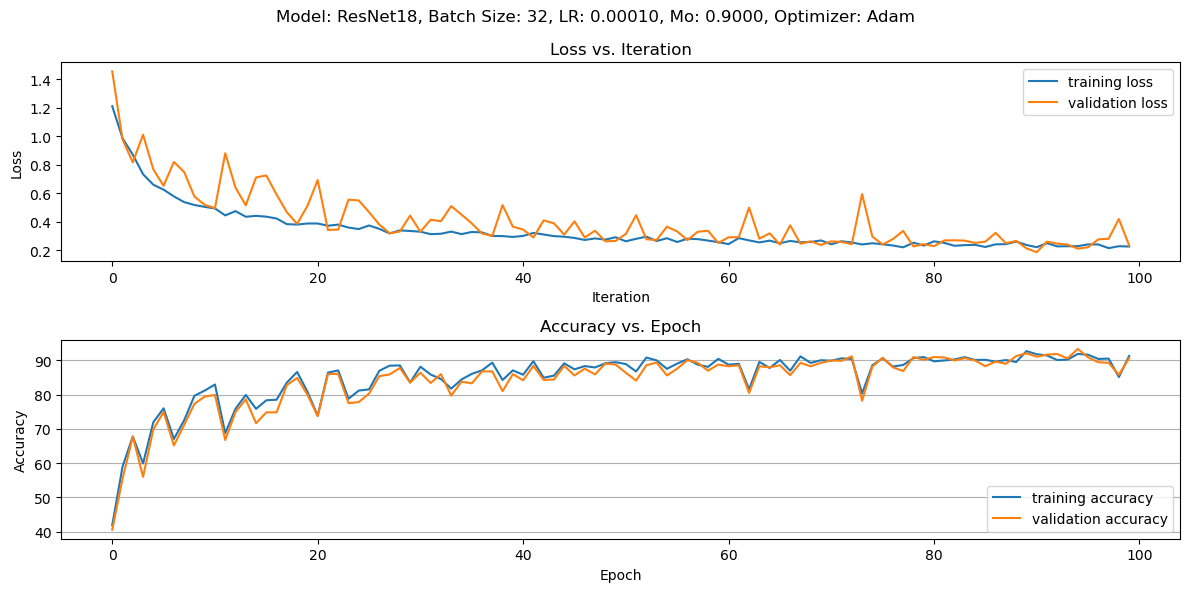 Model: ResNet18, Batch Size: 32, LR: 0.00010, Mo: 0.9000, Optimizer: Adam
Loss vs. Iteration
1.4
1.2
1.0
0.8
0.6
0.4
0.2
Loss
training loss
validation loss
0 20 40 60 80 100
Iteration
Accuracy vs. Epoch
90
80
70
60
50
40
Accuracy
training accuracy
validation accuracy
0 20 40 60 80 100
Epoch